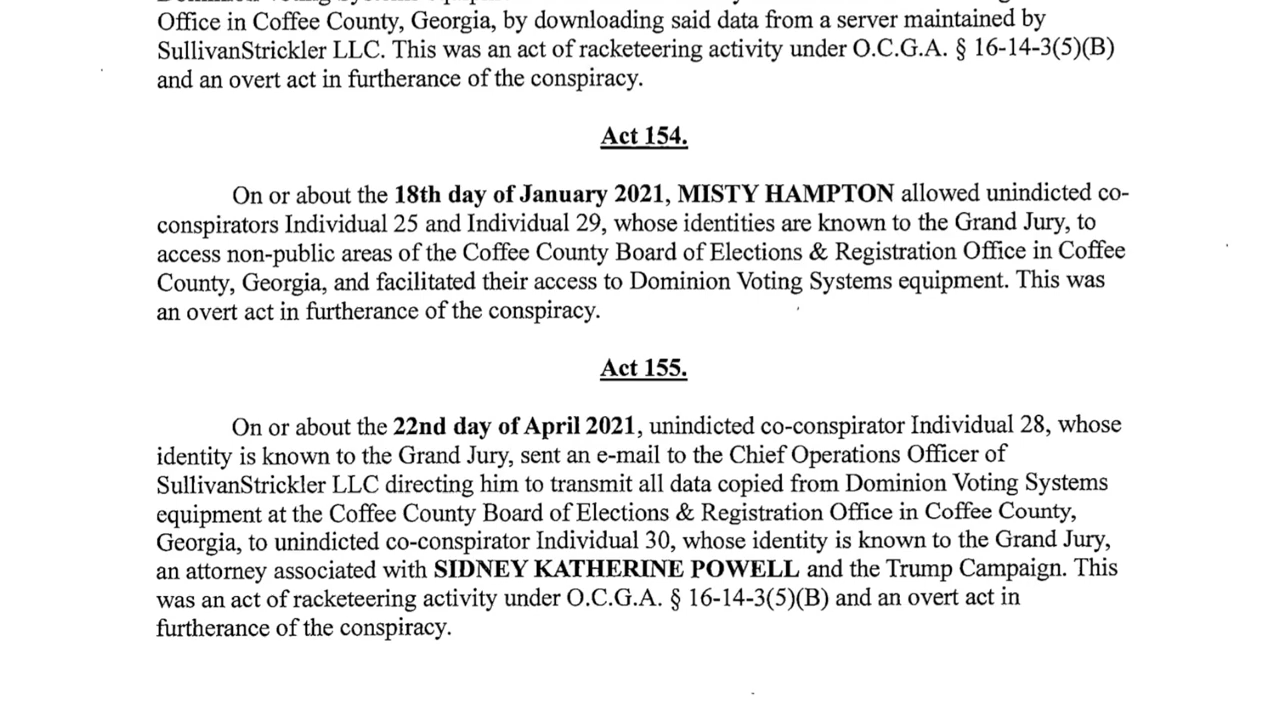 Office in Coffee County, Georgia, by downloading said data from a server maintained by
SullivanStrickler LLC. This was an act of racketeering activity under O.C.G.A. § 16-14-3(5)(B)
and an overt act in furtherance of the conspiracy.
Act 154.
On or about the 18th day of January 2021, MISTY HAMPTON allowed unindicted co-
conspirators Individual 25 and Individual 29, whose identities are known to the Grand Jury, to
access non-public areas of the Coffee County Board of Elections & Registration Office in Coffee
County, Georgia, and facilitated their access to Dominion Voting Systems equipment. This was
an overt act in furtherance of the conspiracy.
Act 155.
On or about the 22nd day of April 2021, unindicted co-conspirator Individual 28, whose
identity is known to the Grand Jury, sent an e-mail to the Chief Operations Officer of
SullivanStrickler LLC directing him to transmit all data copied from Dominion Voting Systems
equipment at the Coffee County Board of Elections & Registration Office in Coffee County,
Georgia, to unindicted co-conspirator Individual 30, whose identity is known to the Grand Jury,
an attorney associated with SIDNEY KATHERINE POWELL and the Trump Campaign. This
was an act of racketeering activity under O.C.G.A. § 16-14-3(5)(B) and an overt act in
furtherance of the conspiracy.